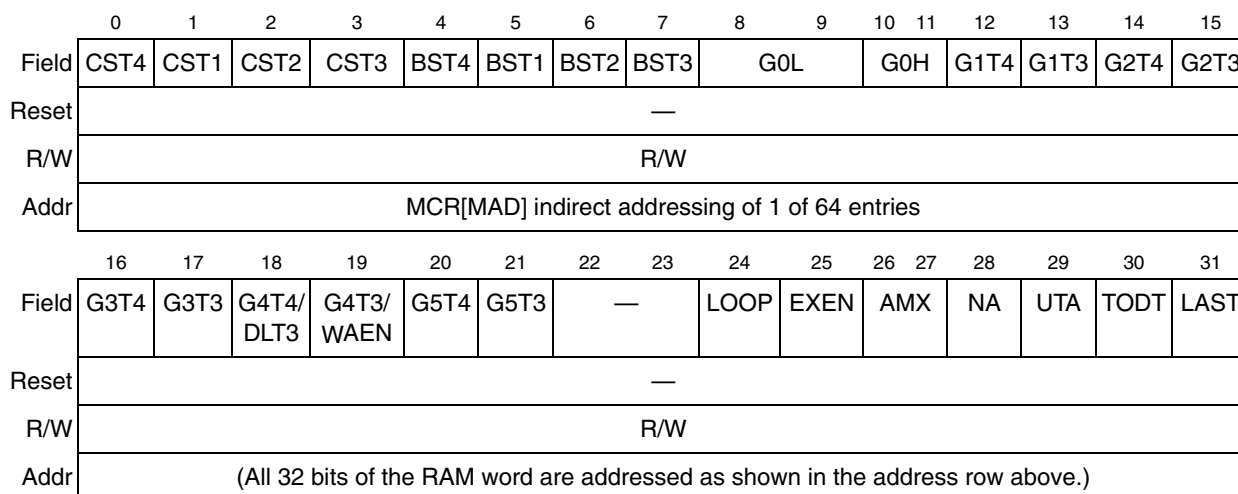 0 1 2 3 4 5 6 7 8 9 10 11 12 13 14 15
Field CST4 CST1 CST2 CST3 BST4 BST1 BST2 BST3 G0L G0H G1T4 G1T3 G2T4 G2T3
Reset —
R/W R/W
Addr MCR[MAD] indirect addressing of 1 of 64 entries
16 17 18 19 20 21 22 23 24 25 26 27 28 29 30 31
Field G3T4 G3T3 G4T4/ G4T3/ G5T4 G5T3 — LOOP EXEN AMX NA UTA TODT LAST
DLT3 WAEN
Reset —
R/W R/W
Addr (All 32 bits of the RAM word are addressed as shown in the address row above.)